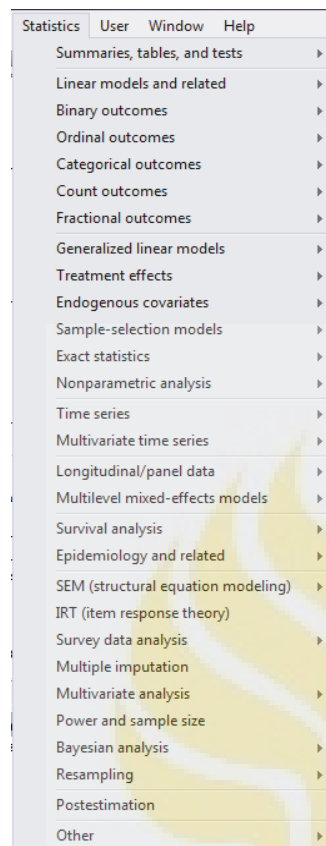 Statistics User Window Help
Summaries, tables, and tests
Linear models and related
Binary outcomes
Ordinal outcomes
Categorical outcomes
Count outcomes
Fractional outcomes
Generalized linear models
Treatment effects
Endogenous covariates
Sample-selection models
Exact statistics
Nonparametric analysis
Time series
Multivariate time series
Longitudinal/panel data
Multilevel mixed-effects models
Survival analysis
Epidemiology and related
SEM (structural equation modeling)
IRT (item response theory)
Survey data analysis
Multiple imputation
Multivariate analysis
Power and sample size
Bayesian analysis
Resampling
Postestimation
Other